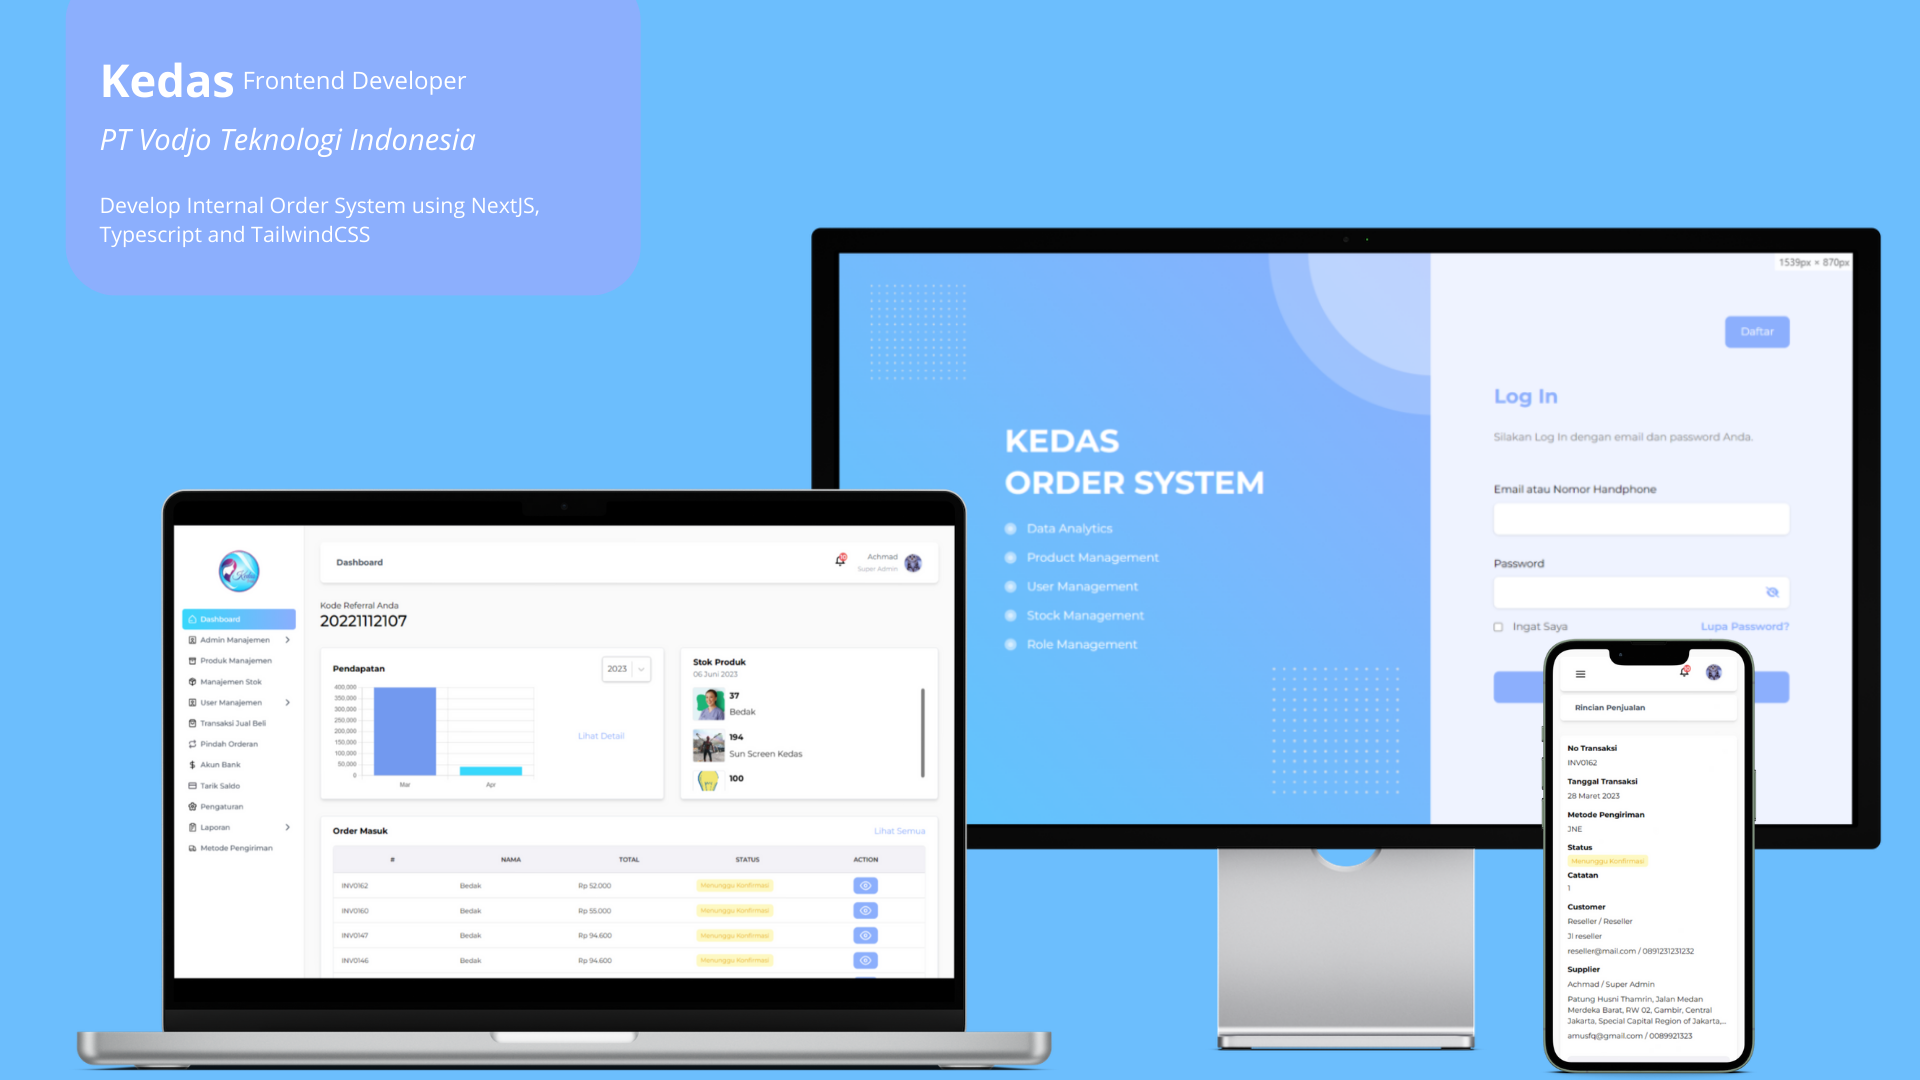 Kedas Frontend Developer
PT Vodjo Teknologi Indonesia
Develop Internal Order System using NextJS,
Typescript and TailwindCSS
1539px × 870px
Daftar
Log In
Silakan Log In dengan email dan password Anda.
Email atau Nomor Handphone
Password
Ingat Saya
Lupa Password?
KEDAS
ORDER SYSTEM
Data Analytics
Product Management
User Management
Stock Management
Role Management
Dashboard
Admin Manajemen
Produk Manajemen
Manajemen Stok
User Manajemen
Transaksi Jual Beli
Pindah Orderan
Akun Bank
Tarik Saldo
Pengaturan
Laporan
Metode Pengiriman
Dashboard
Achmad
Super Admin
Kode Referral Anda
20221112107
Pendapatan
2023
400,000
350,000
300,000
250,000
200,000
150,000
100,000
50,000
0
Mar
Apr
Lihat Detail
Stok Produk
06 Juni 2023
37
Bedak
194
Sun Screen Kedas
100
Order Masuk
Lihat Semua
# NAMA TOTAL STATUS ACTION
INV0162 Bedak Rp 52.000 Menunggu Konfirmasi
INV0160 Bedak Rp 55.000 Menunggu Konfirmasi
INV0147 Bedak Rp 94.600 Menunggu Konfirmasi
INV0146 Bedak Rp 94.600 Menunggu Konfirmasi
Rincian Penjualan
No Transaksi
INV0162
Tanggal Transaksi
28 Maret 2023
Metode Pengiriman
JNE
Status
Menunggu Konfirmasi
Catatan
1
Customer
Reseller / Reseller
Jl reseller
reseller@mail.com / 0891231231232
Supplier
Achmad / Super Admin
Patung Husni Thamrin, Jalan Medan
Merdeka Barat, RW 02, Gambir, Central
Jakarta, Special Capital Region of Jakarta,...
amusfq@gmail.com / 0089921323